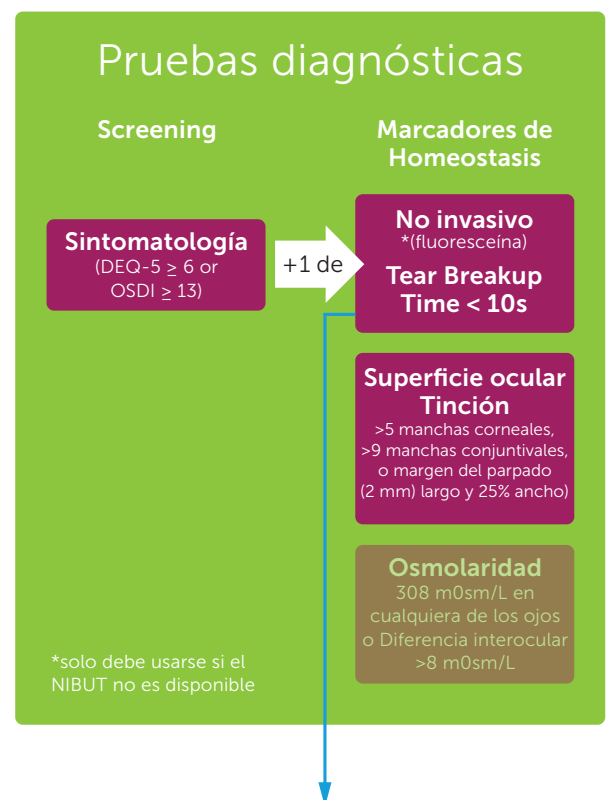 Pruebas diagnósticas
Screening
Marcadores de
Homeostasis
Sintomatología
(DEQ-5 ≥ 6 or
OSDI ≥ 13)
+1 de
No invasivo
*(fluoresceína)
Tear Breakup
Time < 10s
Superficie ocular
Tinción
>5 manchas corneales,
>9 manchas conjuntivales,
o margen del parpado
(2 mm) largo y 25% ancho)
Osmolaridad
308 m0sm/L en
cualquiera de los ojos
o Diferencia interocular
>8 m0sm/L
*solo debe usarse si el
NIBUT no es disponible